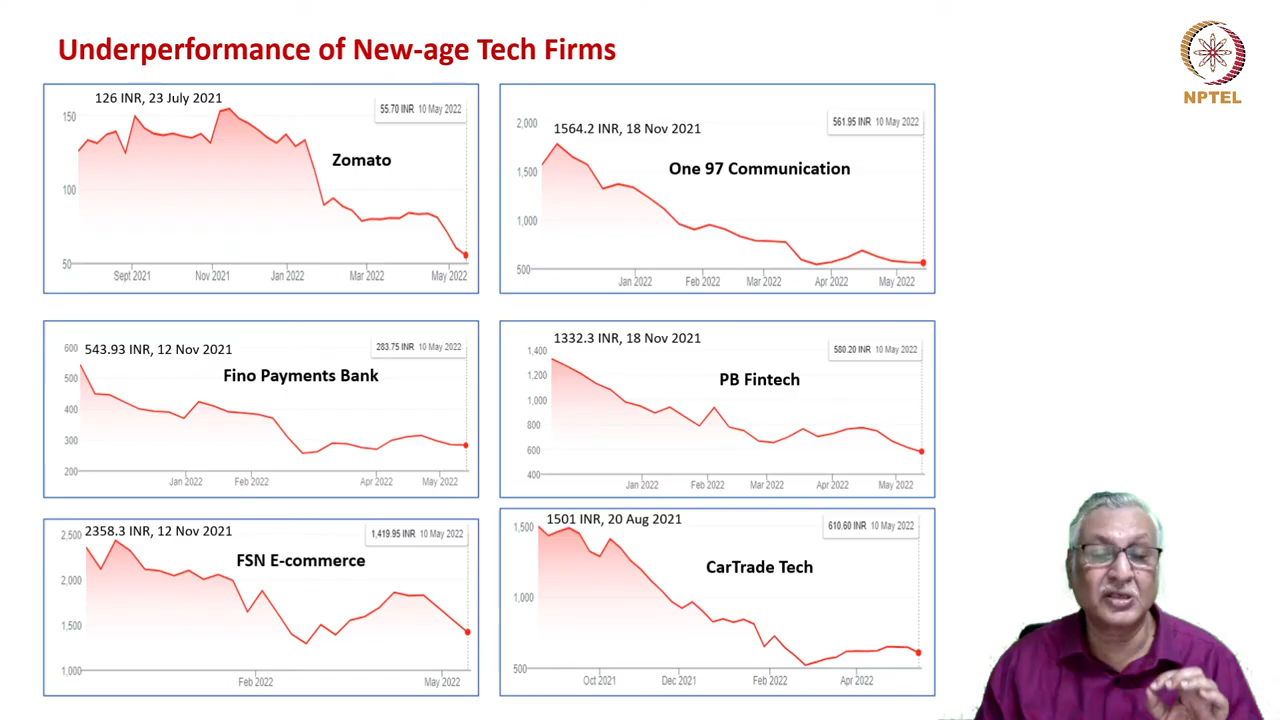 Underperformance of New-age Tech Firms
NPTEL
126 INR, 23 July 2021
55.70 INR 10 May 2022
Zomato
150
100
50
Sept 2021 Nov 2021 Jan 2022 Mar 2022 May 2022
1564.2 INR, 18 Nov 2021
561.95 INR 10 May 2022
One 97 Communication
2,000
1,500
1,000
500
Jan 2022 Feb 2022 Mar 2022 Apr 2022 May 2022
543.93 INR, 12 Nov 2021
283.75 INR 10 May 2022
Fino Payments Bank
600
500
400
300
200
Jan 2022 Feb 2022 Apr 2022 May 2022
1332.3 INR, 18 Nov 2021
580.20 INR 10 May 2022
PB Fintech
1,400
1,200
1,000
800
600
400
Jan 2022 Feb 2022 Mar 2022 Apr 2022 May 2022
2358.3 INR, 12 Nov 2021
1,419.95 INR 10 May 2022
FSN E-commerce
2,500
2,000
1,500
1,000
Feb 2022 May 2022
1501 INR, 20 Aug 2021
610.60 INR 10 May 2022
CarTrade Tech
1,500
1,000
500
Oct 2021 Dec 2021 Feb 2022 Apr 2022